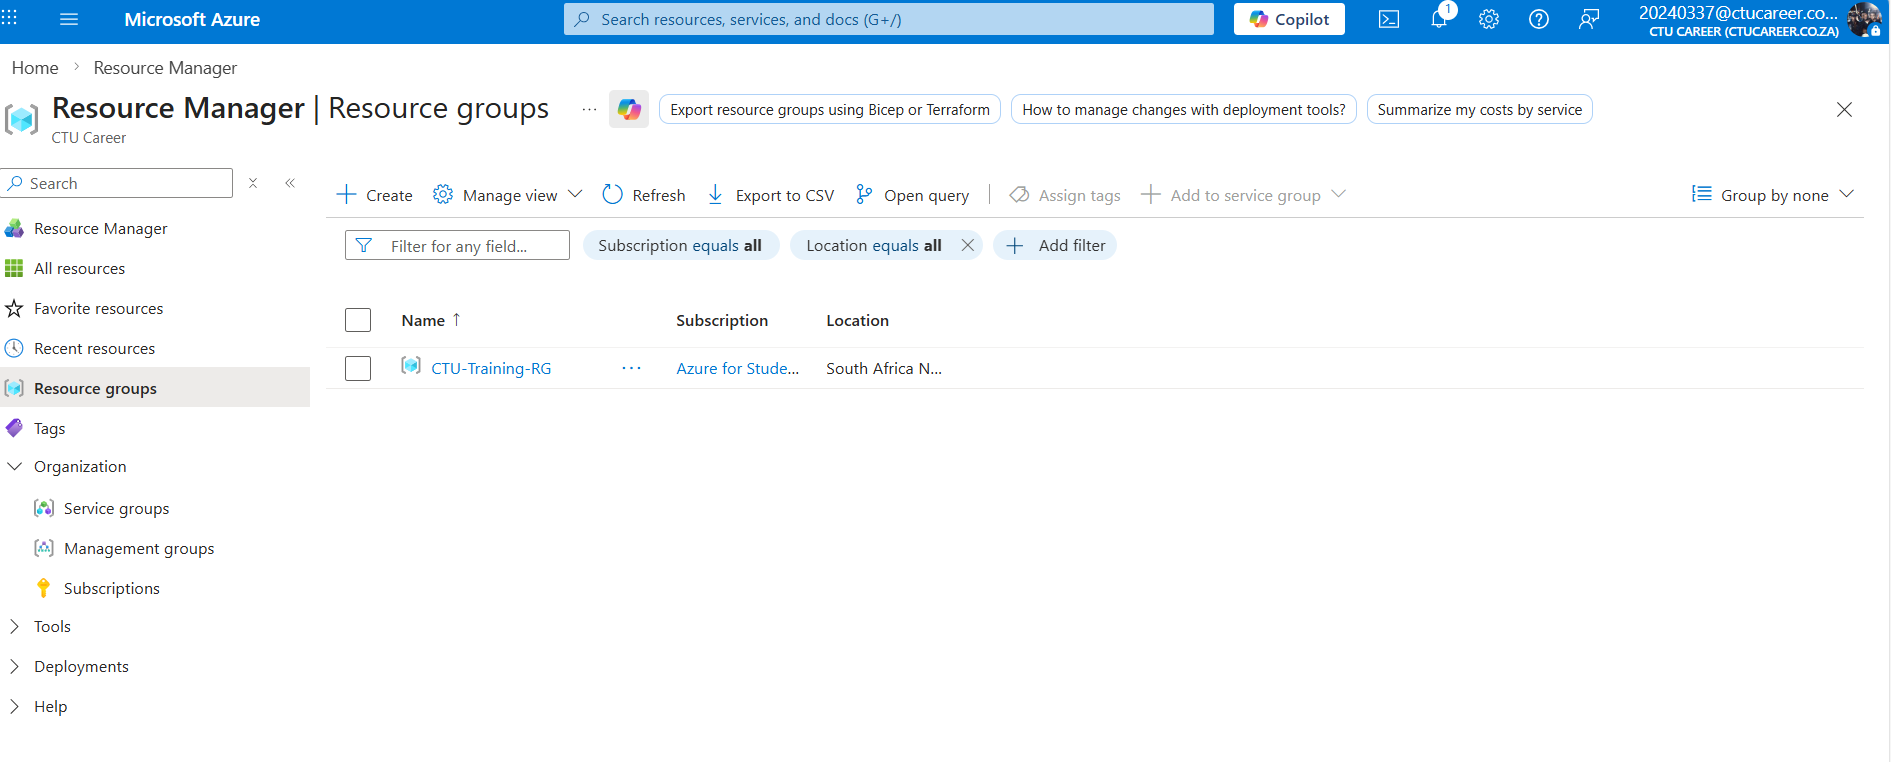 Microsoft Azure
Search resources, services, and docs (G+/)
Copilot
1
20240337@ctucareer.co...
CTU CAREER (CTUCAREER.CO.ZA)
Home
Resource Manager
Resource Manager | Resource groups
...
Export resource groups using Bicep or Terraform
How to manage changes with deployment tools?
Summarize my costs by service
CTU Career
Search
Create
Manage view
Refresh
Export to CSV
Open query
Assign tags
Add to service group
Group by none
Resource Manager
All resources
Favorite resources
Recent resources
Resource groups
Tags
Organization
Service groups
Management groups
Subscriptions
Tools
Deployments
Help
Filter for any field...
Subscription equals all
Location equals all
Add filter
Name ↑
Subscription
Location
CTU-Training-RG
...
Azure for Stude...
South Africa N...